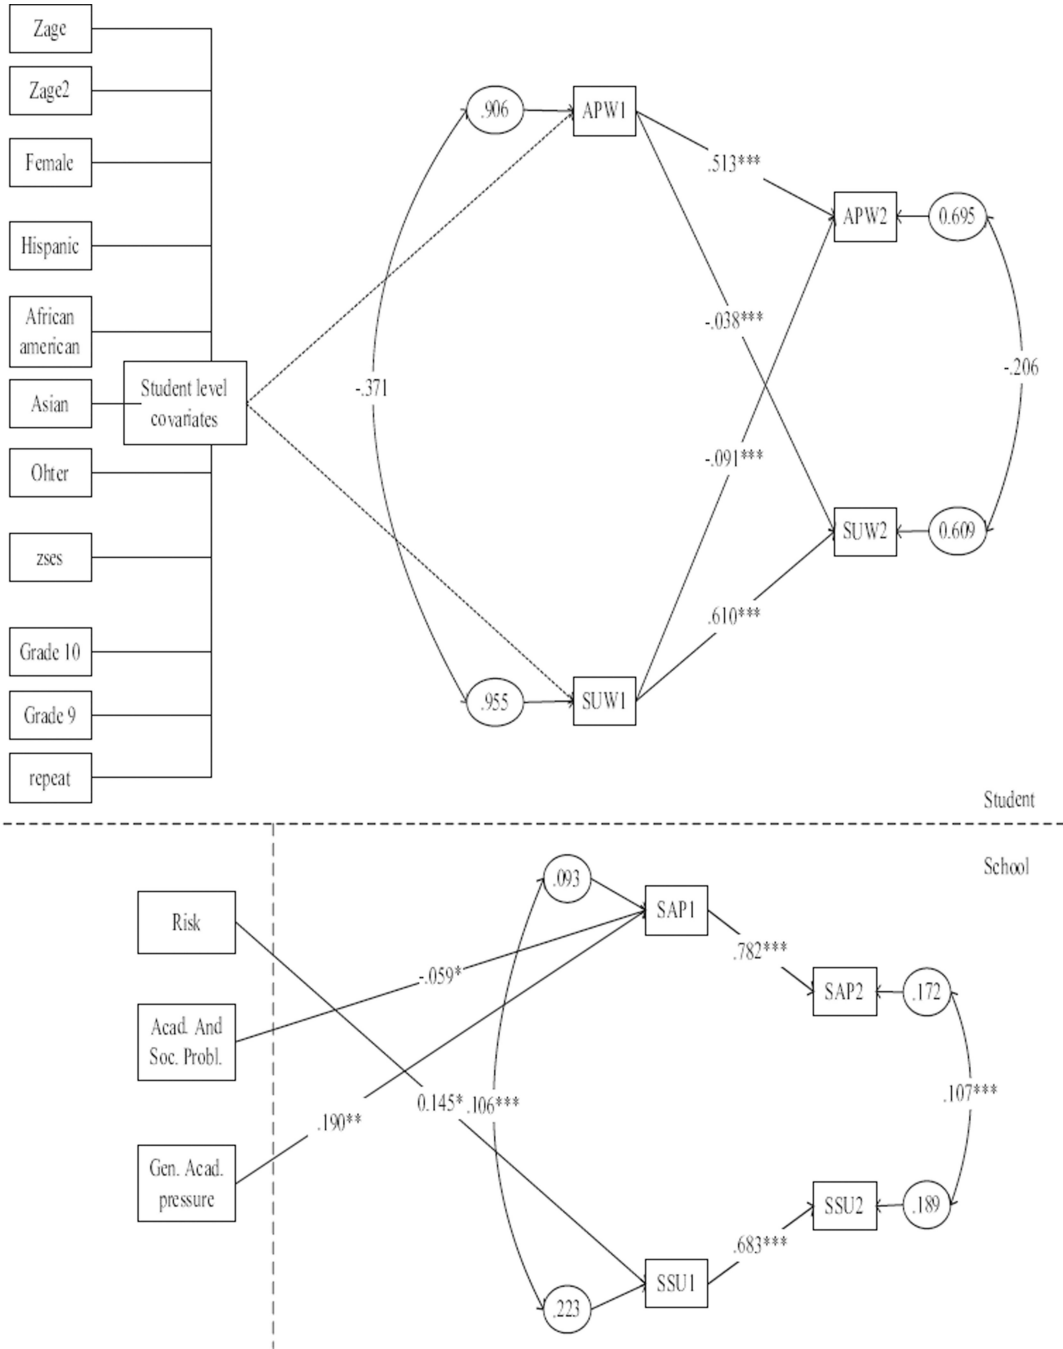 Zage
Zage2
Female
Hispanic
African
american
Asian
Student level
covariates
Ohter
zses
Grade 10
Grade 9
repeat
.906
APW1
.513***
APW2
0.695
-.038***
-.371
-.206
-.091***
SUW2
0.609
.610***
.955
SUW1
Student
School
Risk
Acad. And
Soc. Probl.
Gen. Acad.
pressure
.093
SAP1
-.059*
.782***
SAP2
.172
.190**
0.145*
.106***
.107***
SSU2
.189
.683***
SSU1
.223